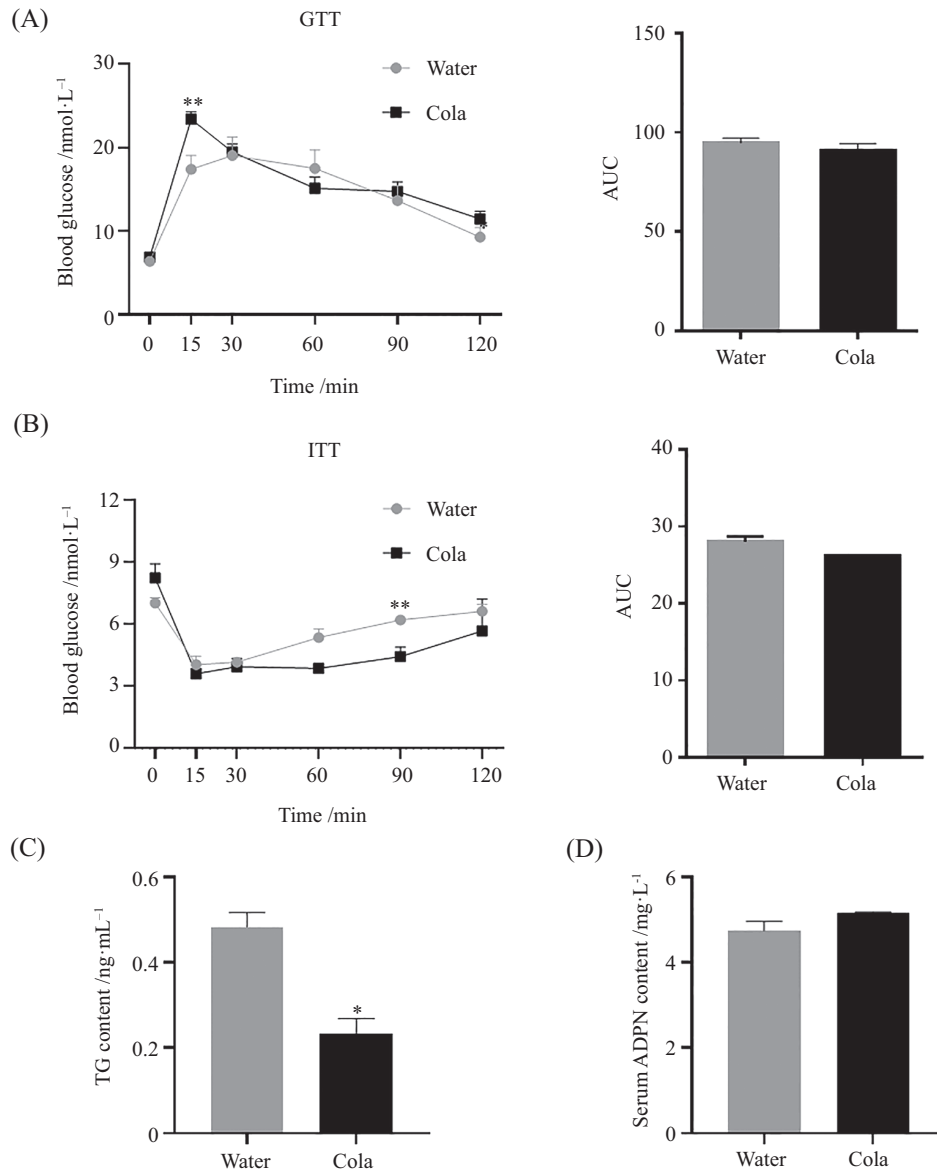 (A)
GTT
Blood glucose /nmol·L⁻¹
30
20
10
0
**
*
Water
Cola
0 15 30 60 90 120
Time /min
AUC
150
100
50
0
Water Cola
(B)
ITT
Blood glucose /nmol·L⁻¹
12
9
6
3
0
**
Water
Cola
0 15 30 60 90 120
Time /min
AUC
40
30
20
10
0
Water Cola
(C)
TG content /ng·mL⁻¹
0.6
0.4
0.2
0
*
Water Cola
(D)
Serum ADPN content /mg·L⁻¹
6
4
2
0
Water Cola